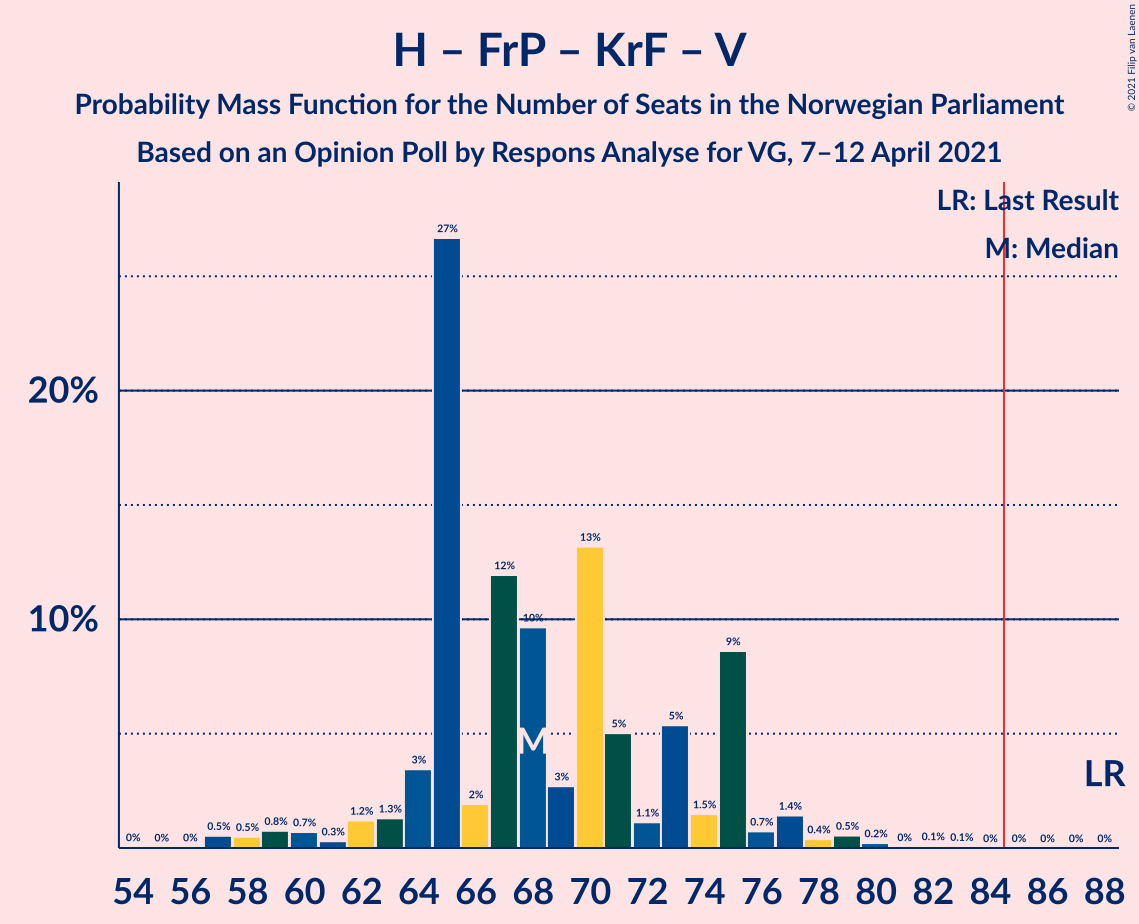 H – FrP – KrF – V
Probability Mass Function for the Number of Seats in the Norwegian Parliament
Based on an Opinion Poll by Respons Analyse for VG, 7–12 April 2021
© 2021 Filip van Laenen
LR: Last Result
M: Median
27%
20%
13%
12%
10%
10%
9%
5%
5%
M
3%
3%
LR
2%
1.2%
1.3%
1.1%
1.5%
1.4%
0% 0% 0% 0.5% 0.5% 0.8% 0.7% 0.3% 0.7% 0.4% 0.5% 0.2% 0% 0.1% 0.1% 0% 0% 0% 0% 0%
54 56 58 60 62 64 66 68 70 72 74 76 78 80 82 84 86 88